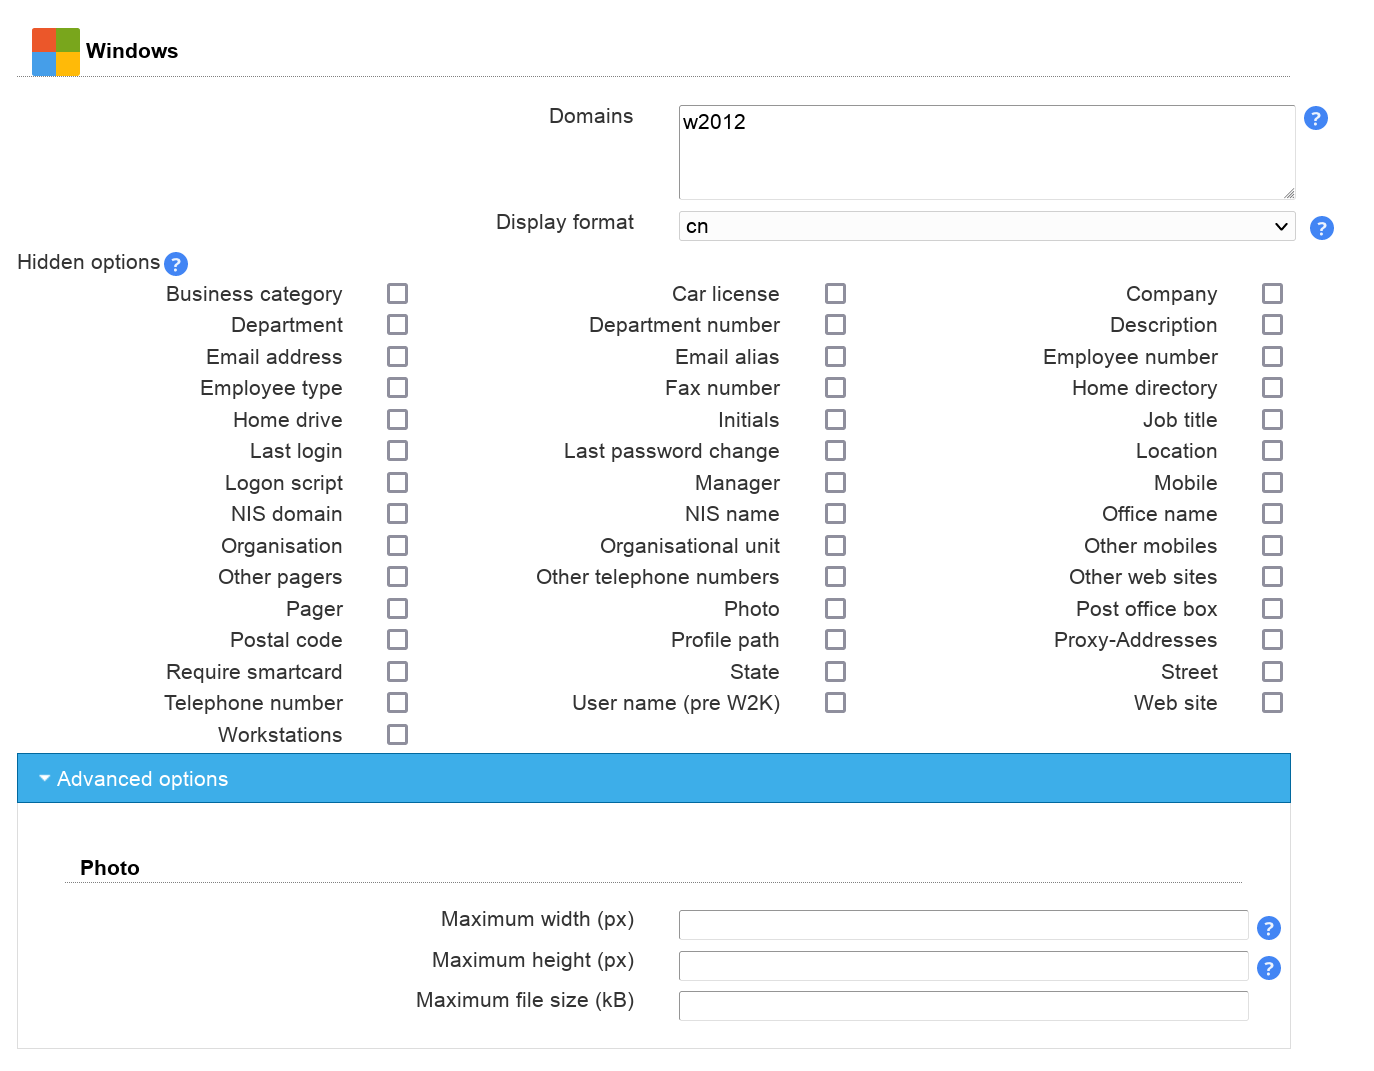 Windows
Domains w2012 ?
Display format cn ?
Hidden options ?
Business category Car license Company
Department Department number Description
Email address Email alias Employee number
Employee type Fax number Home directory
Home drive Initials Job title
Last login Last password change Location
Logon script Manager Mobile
NIS domain NIS name Office name
Organisation Organisational unit Other mobiles
Other pagers Other telephone numbers Other web sites
Pager Photo Post office box
Postal code Profile path Proxy-Addresses
Require smartcard State Street
Telephone number User name (pre W2K) Web site
Workstations
Advanced options
Photo
Maximum width (px) ?
Maximum height (px) ?
Maximum file size (kB)